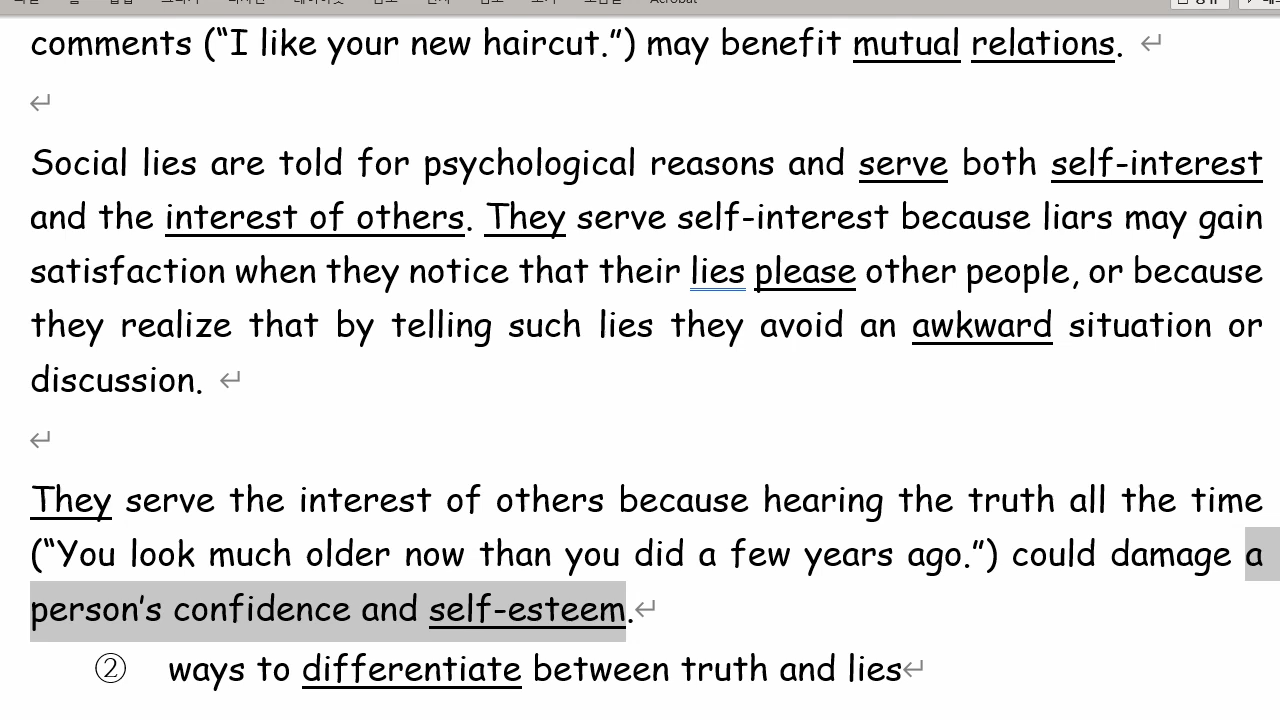 Acrobat
comments (“I like your new haircut.”) may benefit mutual relations.
Social lies are told for psychological reasons and serve both self-interest
and the interest of others. They serve self-interest because liars may gain
satisfaction when they notice that their lies please other people, or because
they realize that by telling such lies they avoid an awkward situation or
discussion.
They serve the interest of others because hearing the truth all the time
(“You look much older now than you did a few years ago.”) could damage a
person’s confidence and self-esteem.
② ways to differentiate between truth and lies